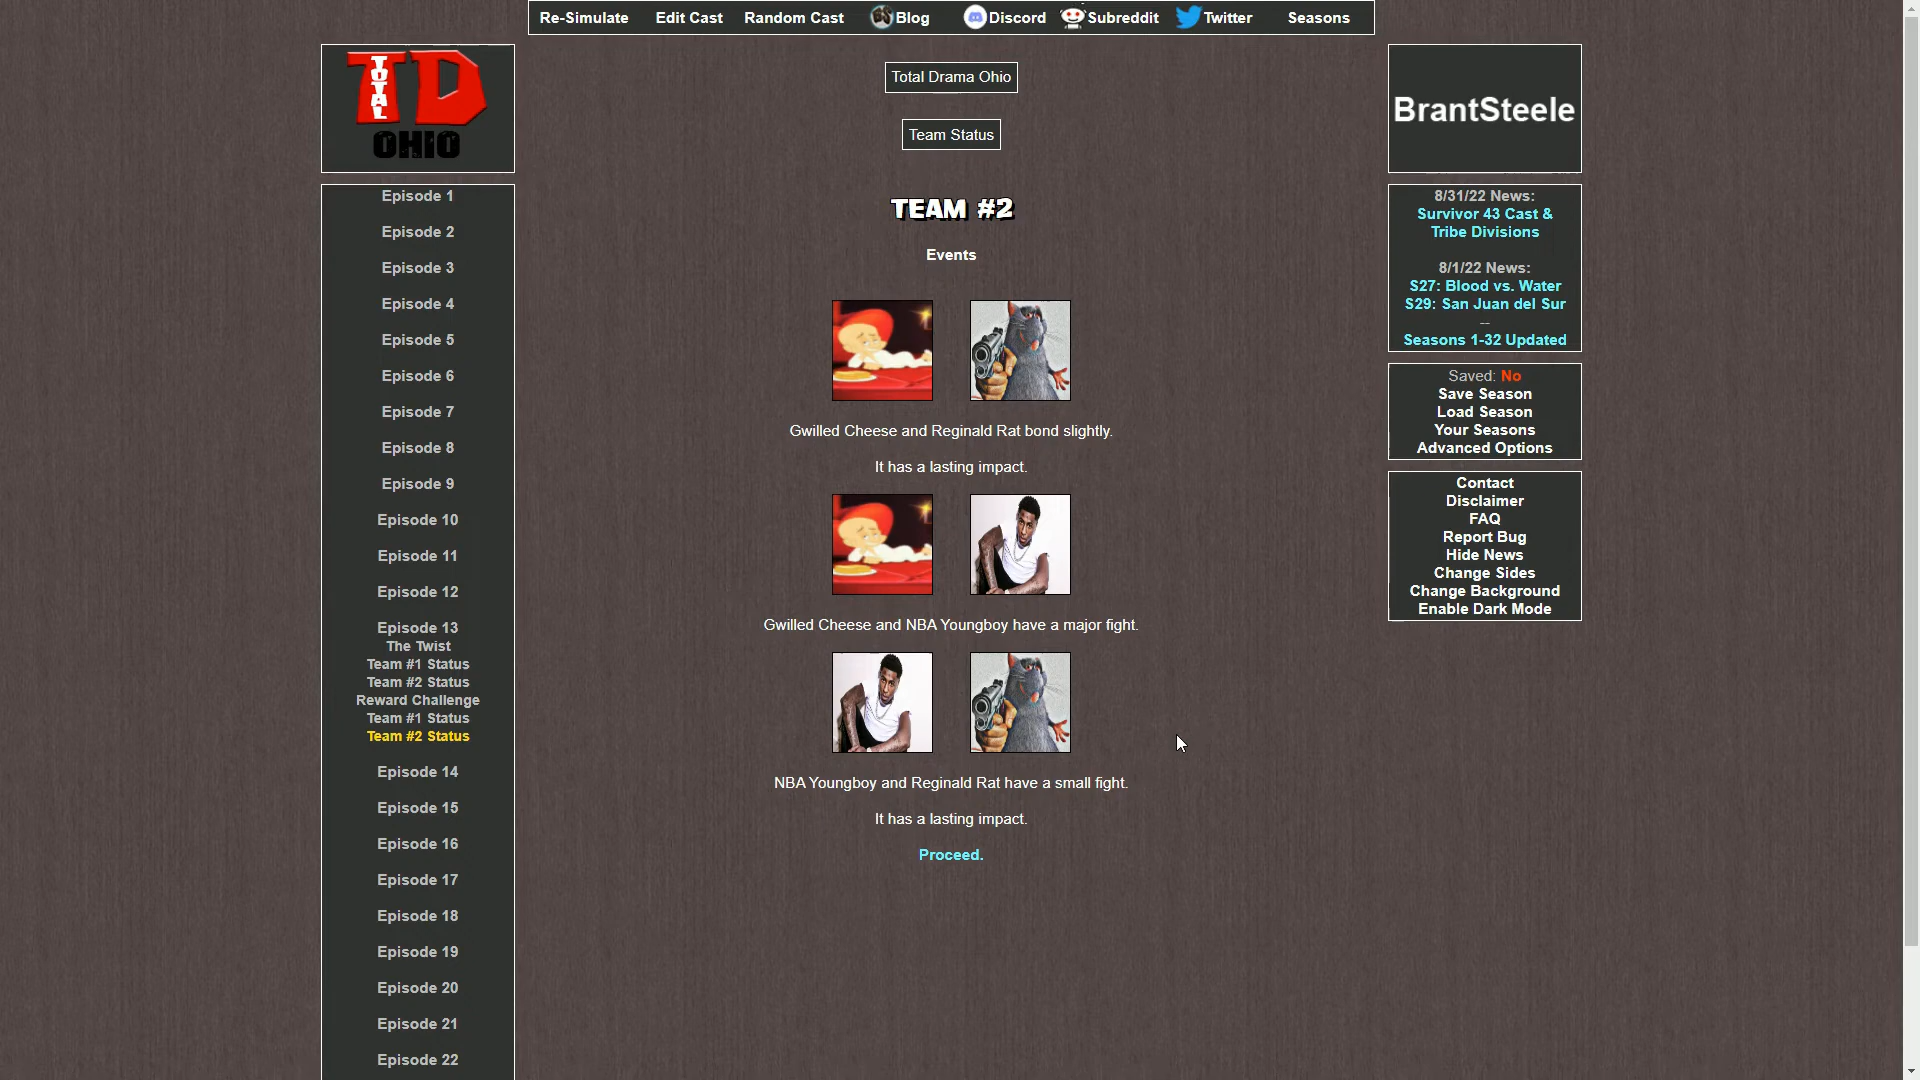 Re-Simulate Edit Cast Random Cast Blog Discord Subreddit Twitter Seasons
TD
TOTAL
OHIO
Episode 1
Episode 2
Episode 3
Episode 4
Episode 5
Episode 6
Episode 7
Episode 8
Episode 9
Episode 10
Episode 11
Episode 12
Episode 13
The Twist
Team #1 Status
Team #2 Status
Reward Challenge
Team #1 Status
Team #2 Status
Episode 14
Episode 15
Episode 16
Episode 17
Episode 18
Episode 19
Episode 20
Episode 21
Episode 22
Total Drama Ohio
Team Status
TEAM #2
Events
Gwilled Cheese and Reginald Rat bond slightly.
It has a lasting impact.
Gwilled Cheese and NBA Youngboy have a major fight.
NBA Youngboy and Reginald Rat have a small fight.
It has a lasting impact.
Proceed.
BrantSteele
8/31/22 News:
Survivor 43 Cast &
Tribe Divisions
8/1/22 News:
S27: Blood vs. Water
S29: San Juan del Sur
--
Seasons 1-32 Updated
Saved: No
Save Season
Load Season
Your Seasons
Advanced Options
Contact
Disclaimer
FAQ
Report Bug
Hide News
Change Sides
Change Background
Enable Dark Mode